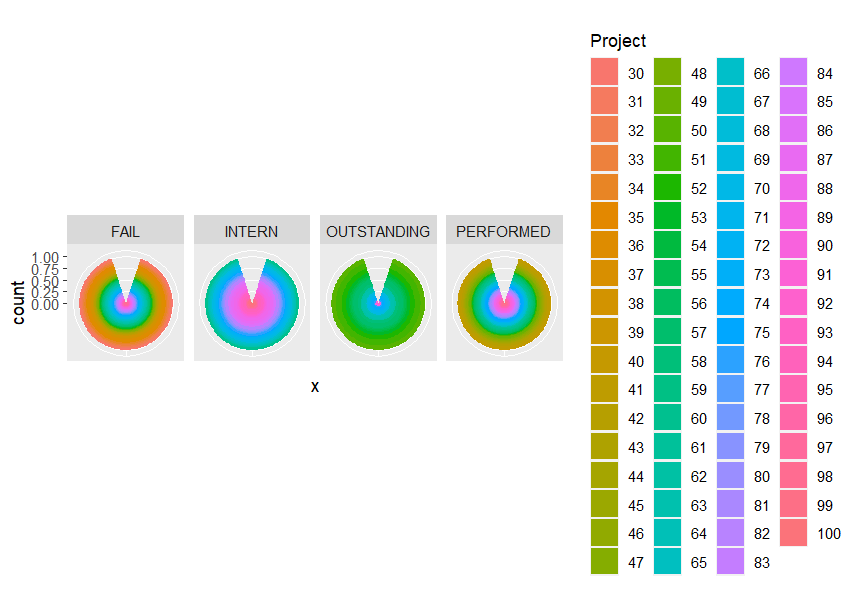 Project
FAIL INTERN OUTSTANDING PERFORMED
1.00
0.75
0.50
0.25
0.00
count
x
30 48 66 84
31 49 67 85
32 50 68 86
33 51 69 87
34 52 70 88
35 53 71 89
36 54 72 90
37 55 73 91
38 56 74 92
39 57 75 93
40 58 76 94
41 59 77 95
42 60 78 96
43 61 79 97
44 62 80 98
45 63 81 99
46 64 82 100
47 65 83